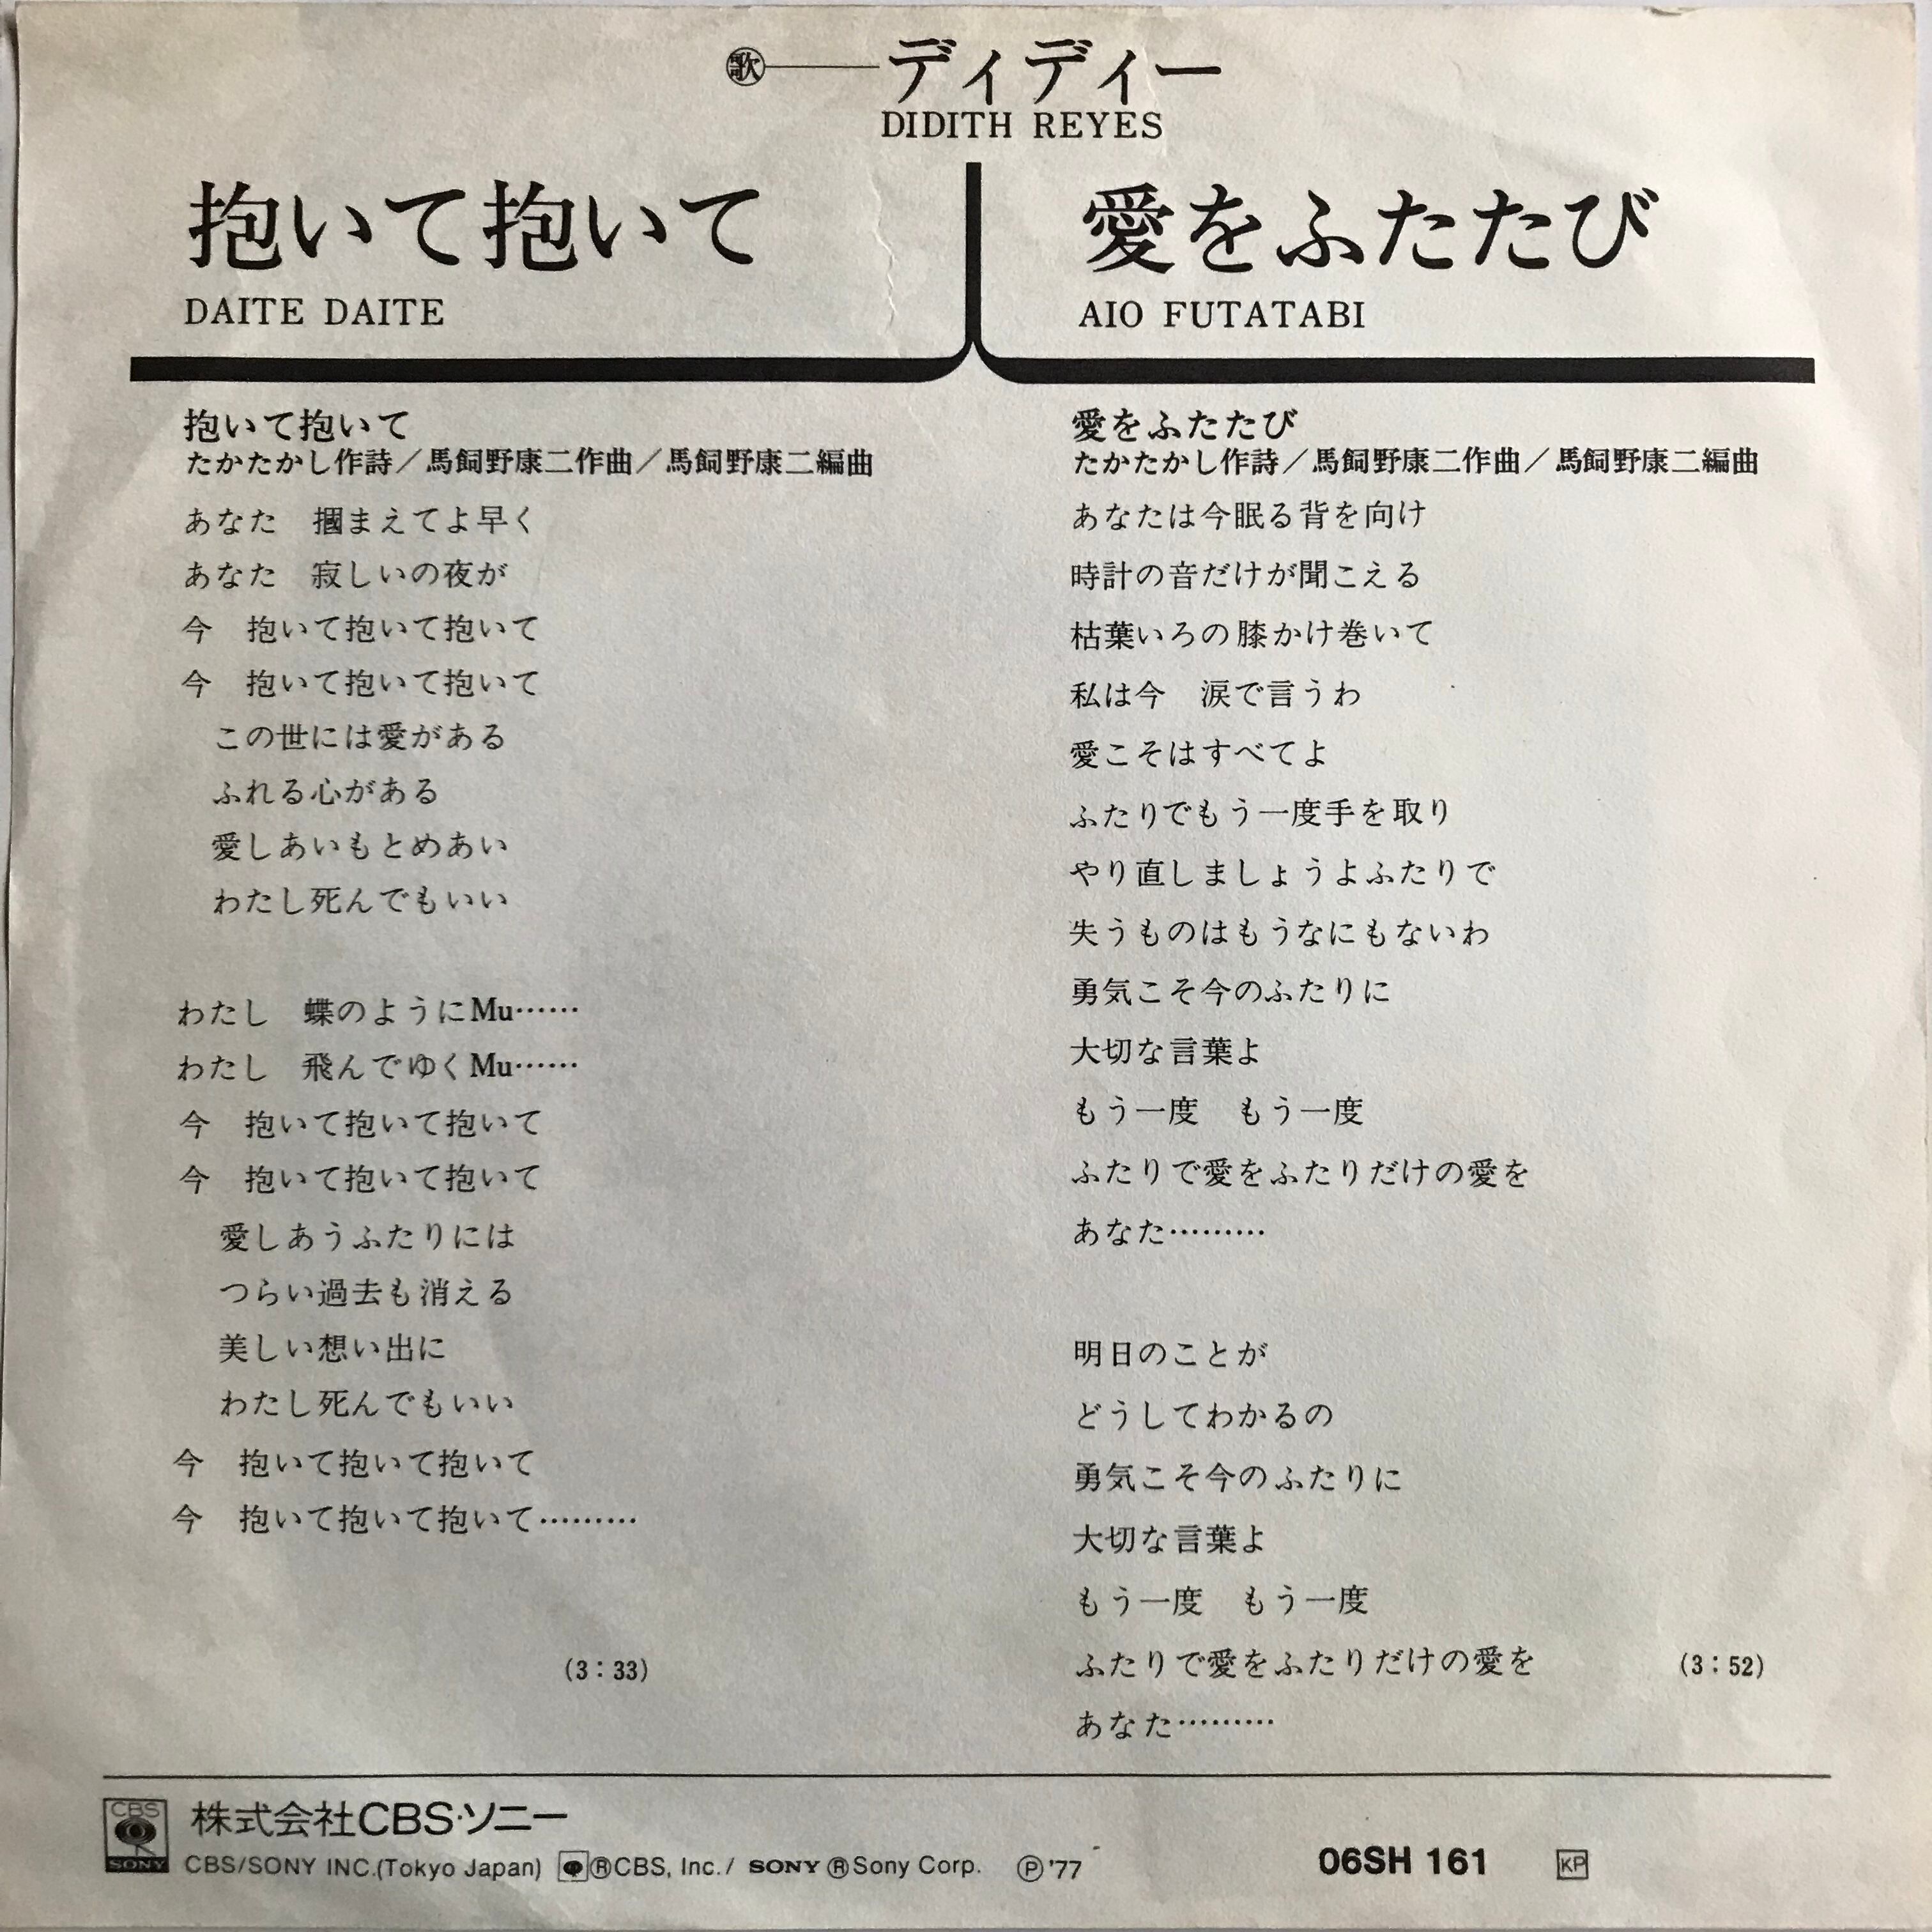 歌 ディディー
DIDITH REYES
抱いて抱いて
DAITE DAITE
愛をふたたび
AIO FUTATABI
抱いて抱いて
たかたかし作詩／馬飼野康二作曲／馬飼野康二編曲
あなた　摑まえてよ早く
あなた　寂しいの夜が
今　抱いて抱いて抱いて
今　抱いて抱いて抱いて
この世には愛がある
ふれる心がある
愛しあいもとめあい
わたし死んでもいい
わたし　蝶のようにMu……
わたし　飛んでゆくMu……
今　抱いて抱いて抱いて
今　抱いて抱いて抱いて
愛しあうふたりには
つらい過去も消える
美しい想い出に
わたし死んでもいい
今　抱いて抱いて抱いて
今　抱いて抱いて抱いて………
(3：33)
愛をふたたび
たかたかし作詩／馬飼野康二作曲／馬飼野康二編曲
あなたは今眠る背を向け
時計の音だけが聞こえる
枯葉いろの膝かけ巻いて
私は今　涙で言うわ
愛こそはすべてよ
ふたりでもう一度手を取り
やり直しましょうよふたりで
失うものはもうなにもないわ
勇気こそ今のふたりに
大切な言葉よ
もう一度　もう一度
ふたりで愛をふたりだけの愛を
あなた………
明日のことが
どうしてわかるの
勇気こそ今のふたりに
大切な言葉よ
もう一度　もう一度
ふたりで愛をふたりだけの愛を
(3：52)
あなた………
CBS
SONY
株式会社CBS・ソニー
CBS/SONY INC.(Tokyo Japan) ®CBS, Inc./ SONY ®Sony Corp. ℗'77
06SH 161
KP